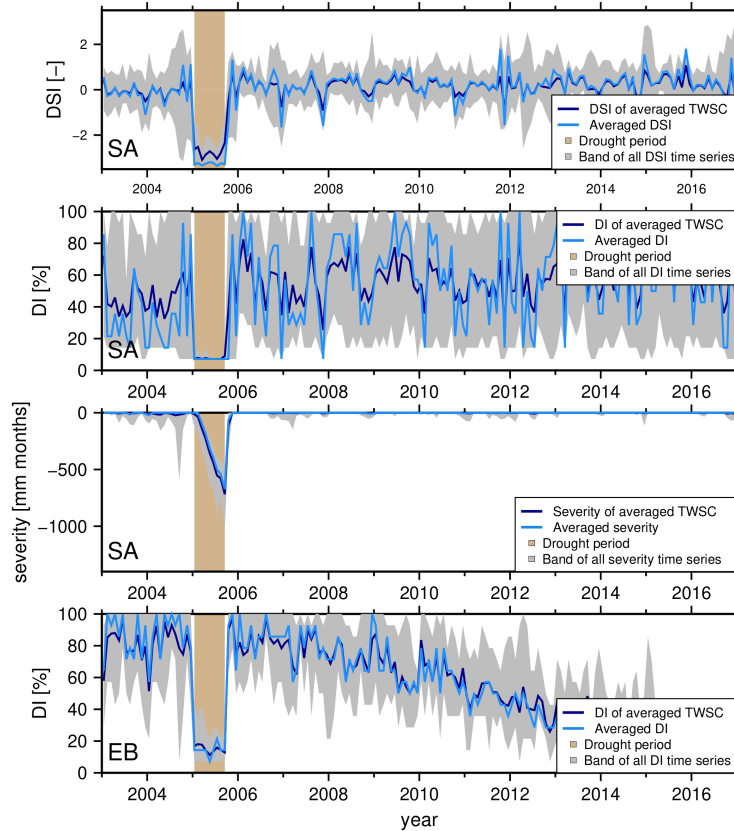 2
0
−2
DSI [−]
SA
DSI of averaged TWSC
Averaged DSI
Drought period
Band of all DSI time series
2004 2006 2008 2010 2012 2014 2016
100
80
60
40
20
0
DI [%]
SA
DI of averaged TWSC
Averaged DI
Drought period
Band of all DI time series
2004 2006 2008 2010 2012 2014 2016
0
−500
−1000
severity [mm months]
SA
Severity of averaged TWSC
Averaged severity
Drought period
Band of all severity time series
2004 2006 2008 2010 2012 2014 2016
100
80
60
40
20
0
DI [%]
EB
DI of averaged TWSC
Averaged DI
Drought period
Band of all DI time series
2004 2006 2008 2010 2012 2014 2016
year